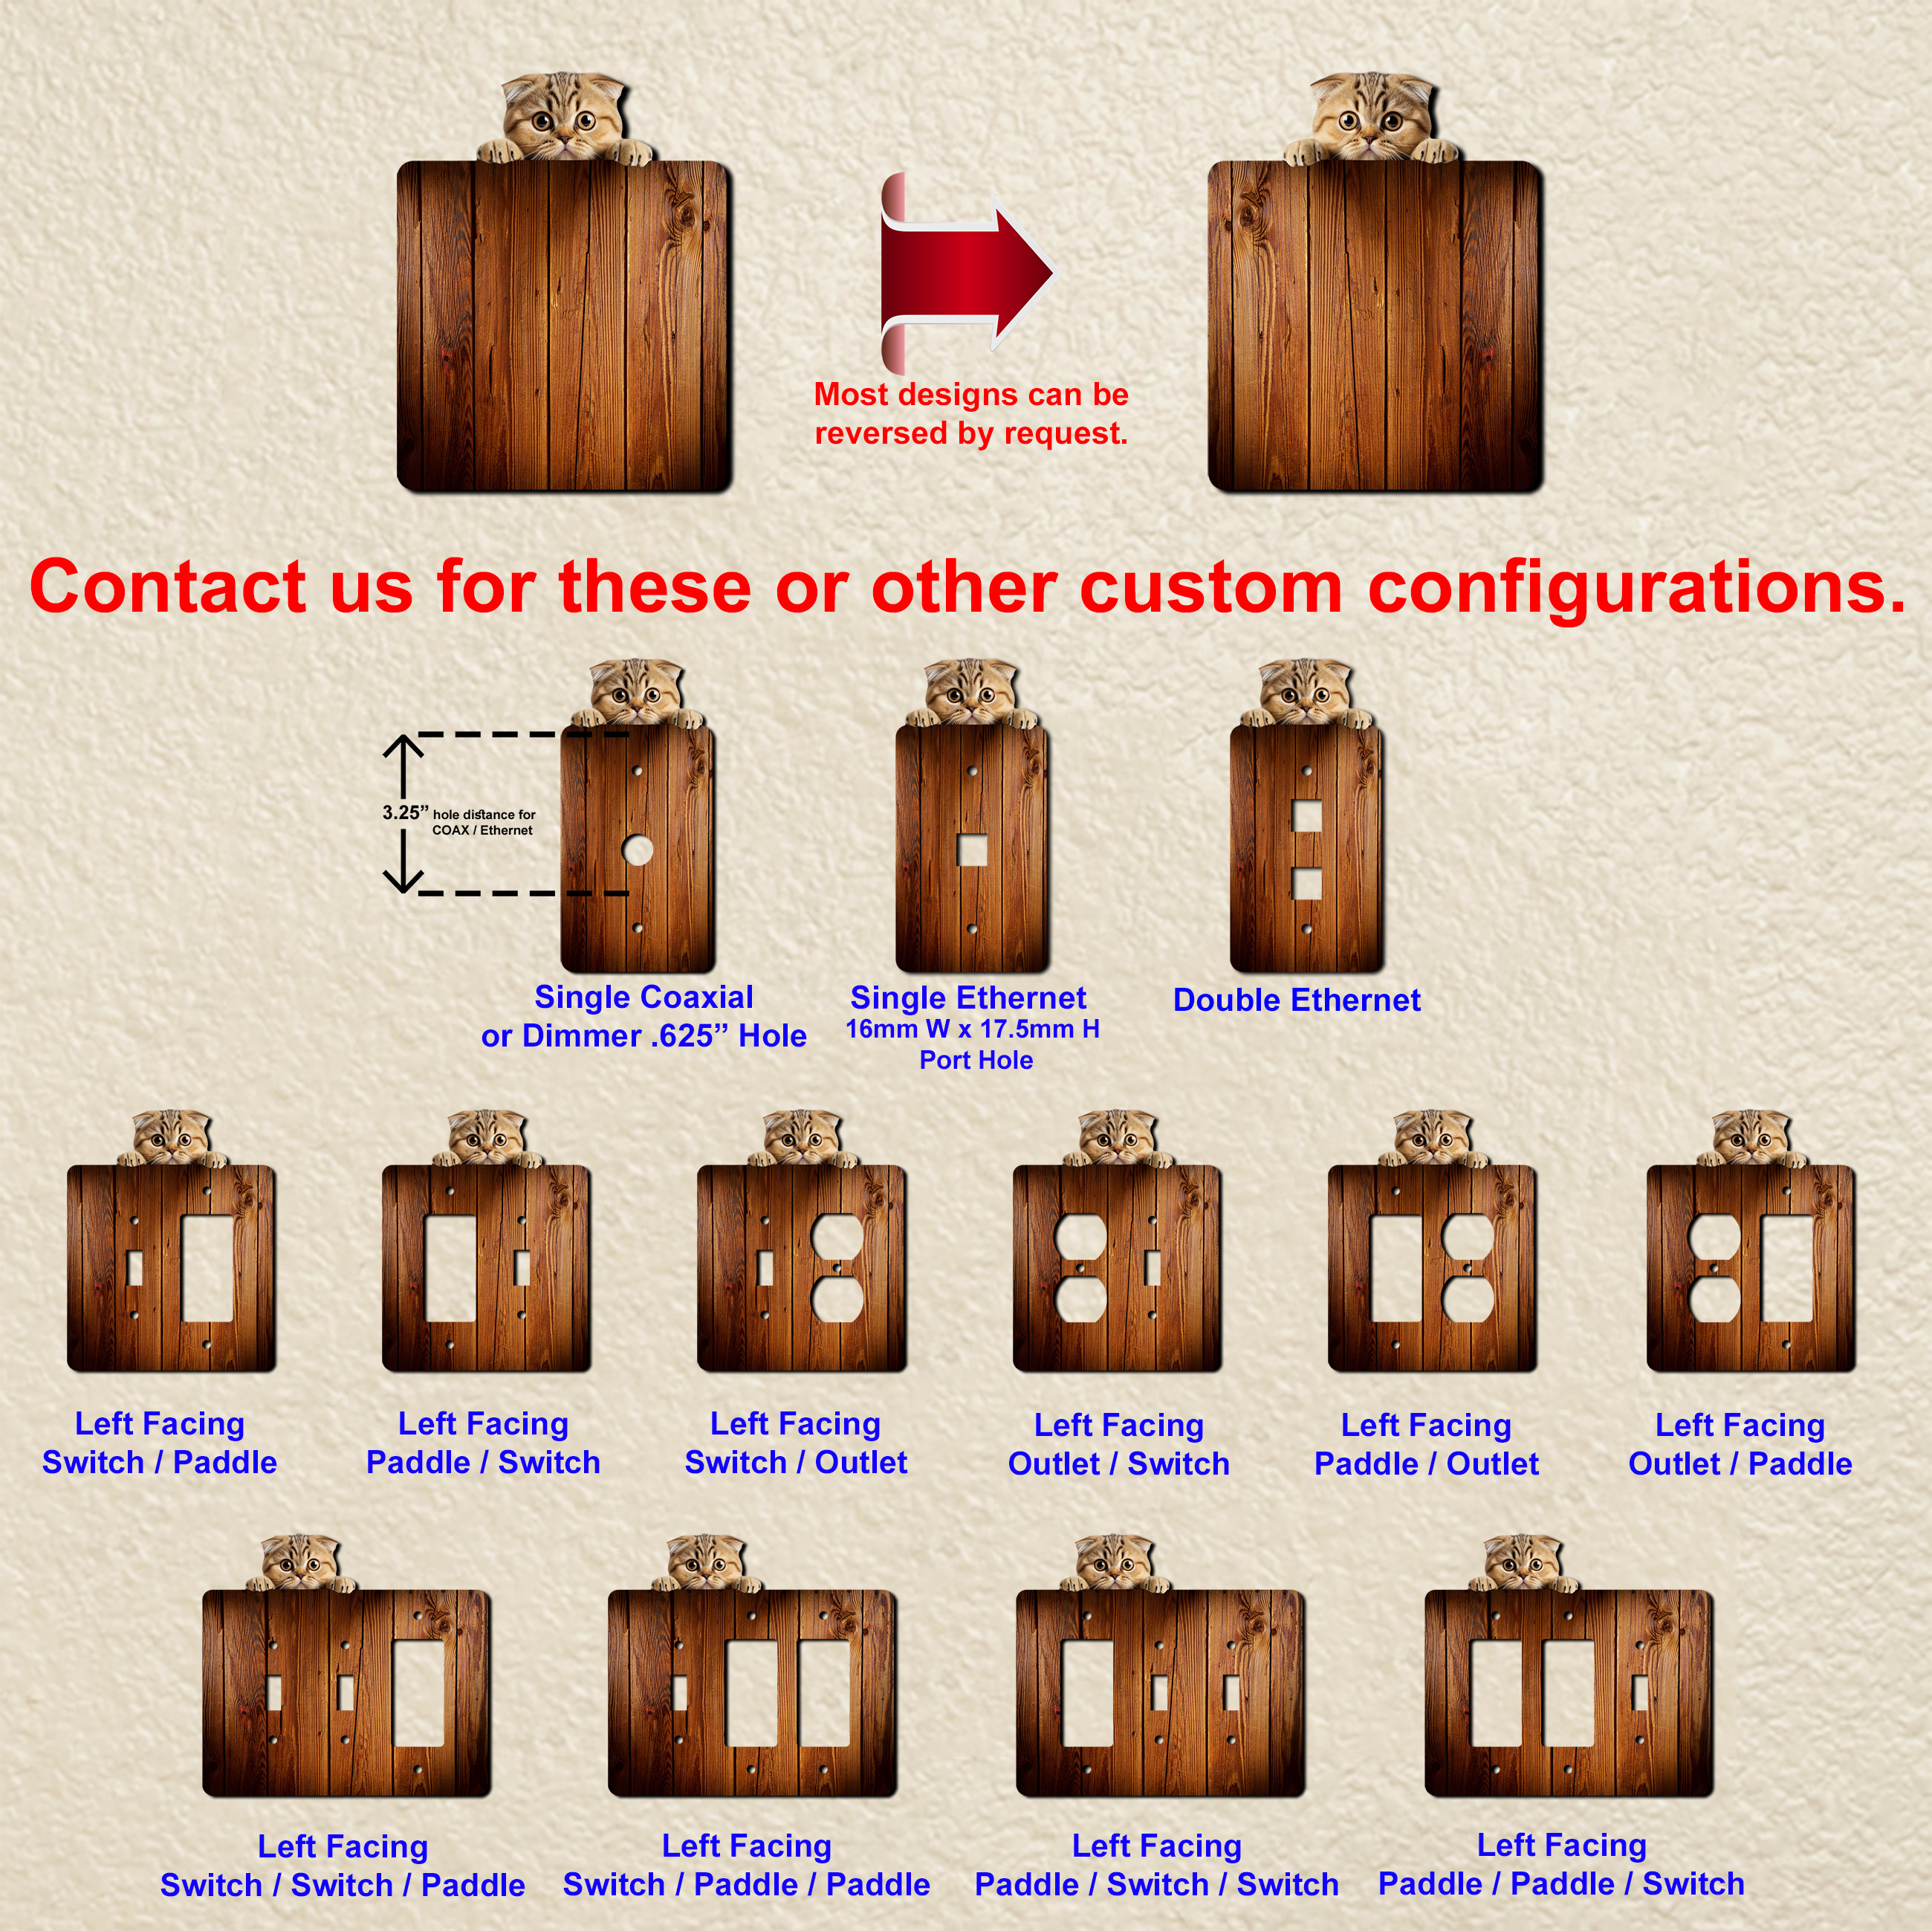 Most designs can be
reversed by request.
Contact us for these or other custom configurations.
3.25” hole distance for
COAX / Ethernet
Single Coaxial
or Dimmer .625” Hole
Single Ethernet
16mm W x 17.5mm H
Port Hole
Double Ethernet
Left Facing
Switch / Paddle
Left Facing
Paddle / Switch
Left Facing
Switch / Outlet
Left Facing
Outlet / Switch
Left Facing
Paddle / Outlet
Left Facing
Outlet / Paddle
Left Facing
Switch / Switch / Paddle
Left Facing
Switch / Paddle / Paddle
Left Facing
Paddle / Switch / Switch
Left Facing
Paddle / Paddle / Switch